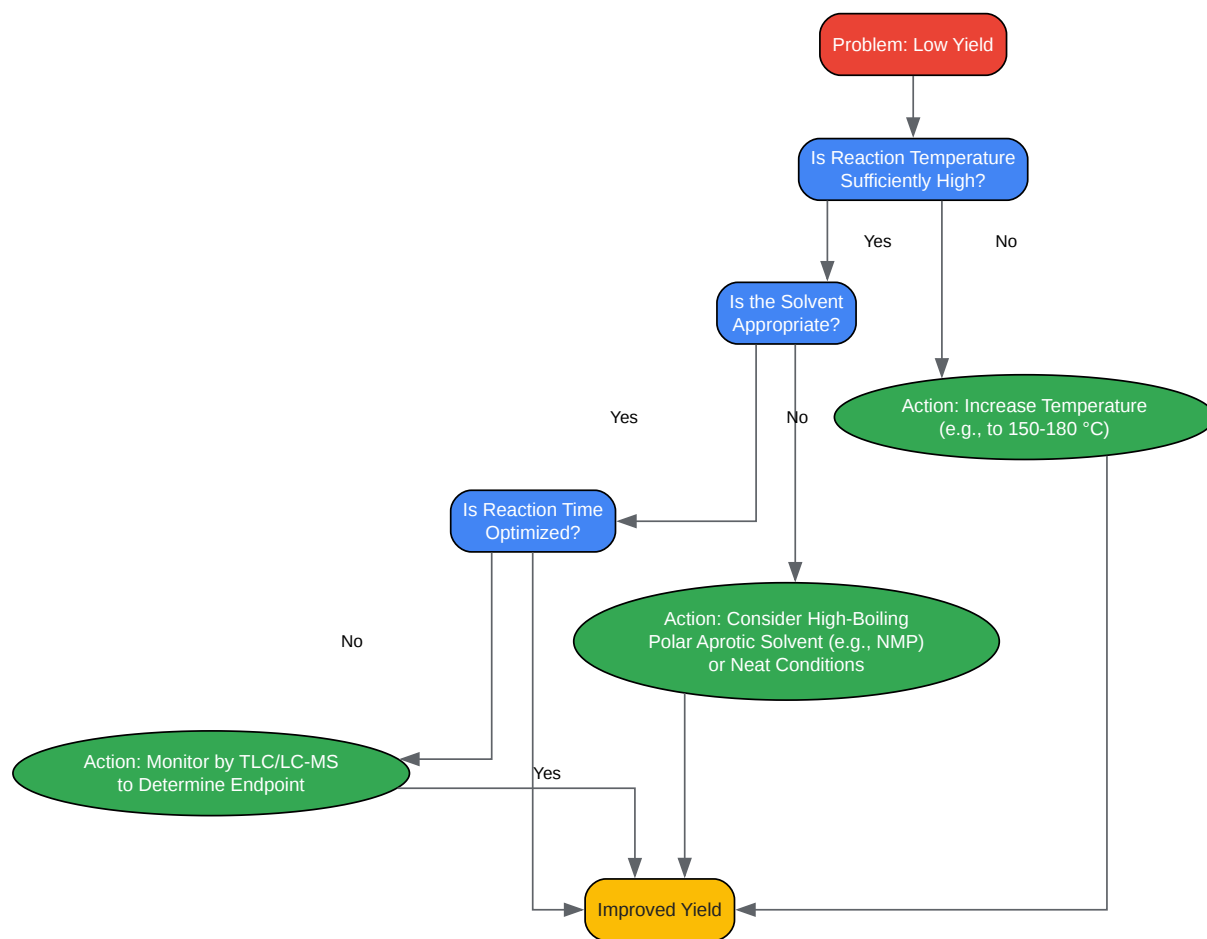 Problem: Low Yield
Is Reaction Temperature
Sufficiently High?
Yes
No
Is the Solvent
Appropriate?
Action: Increase Temperature
(e.g., to 150-180 °C)
Yes
No
Is Reaction Time
Optimized?
Action: Consider High-Boiling
Polar Aprotic Solvent (e.g., NMP)
or Neat Conditions
No
Action: Monitor by TLC/LC-MS
to Determine Endpoint
Yes
Improved Yield